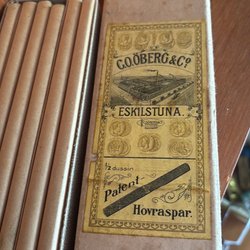 C.O. ÖBERG & Cº
ESKILSTUNA.
½ dussin
Patent
Hovraspar.